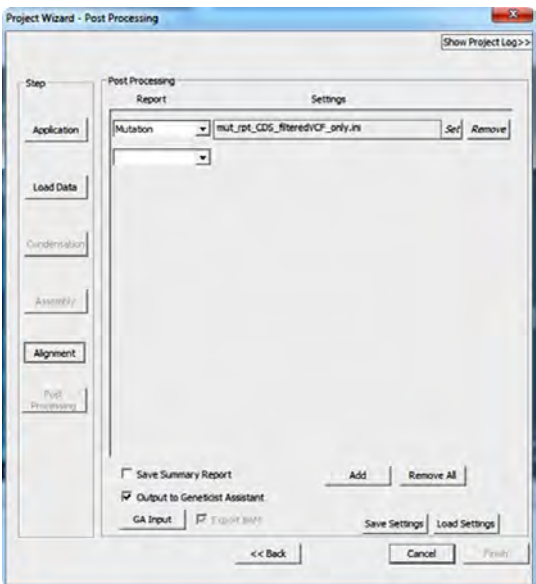 Project Wizard - Post Processing
Show Project Log>>
Step
Post Processing
Report Settings
Application
Mutation mut_rpt_CDS_filteredVCF_only.ini Set Remove
Load Data
Condensation
Assembly
Alignment
Post
Processing
Save Summary Report Add Remove All
Output to Geneticist Assistant
GA Input Export BAM Save Settings Load Settings
<< Back Cancel Finish